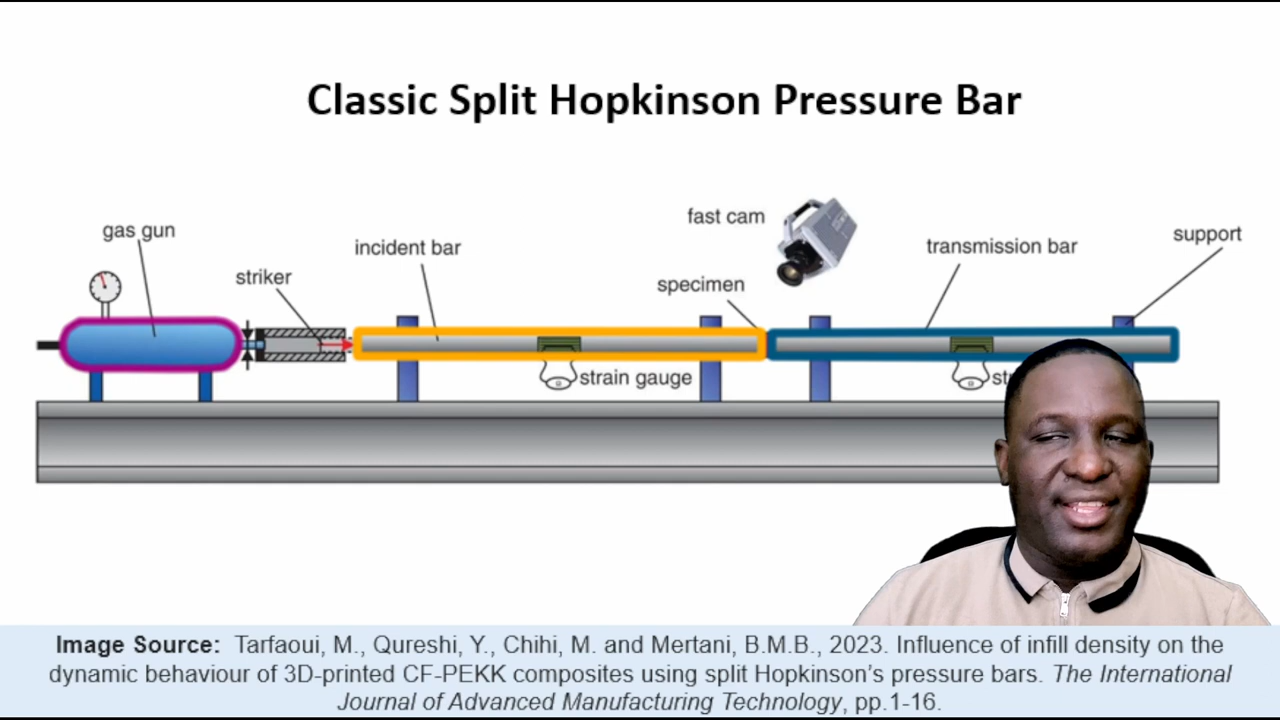 Classic Split Hopkinson Pressure Bar
fast cam
gas gun
support
incident bar
transmission bar
striker
specimen
strain gauge
Image Source: Tarfaoui, M., Qureshi, Y., Chihi, M. and Mertani, B.M.B., 2023. Influence of infill density on the
dynamic behaviour of 3D-printed CF-PEKK composites using split Hopkinson's pressure bars. The International
Journal of Advanced Manufacturing Technology, pp.1-16.